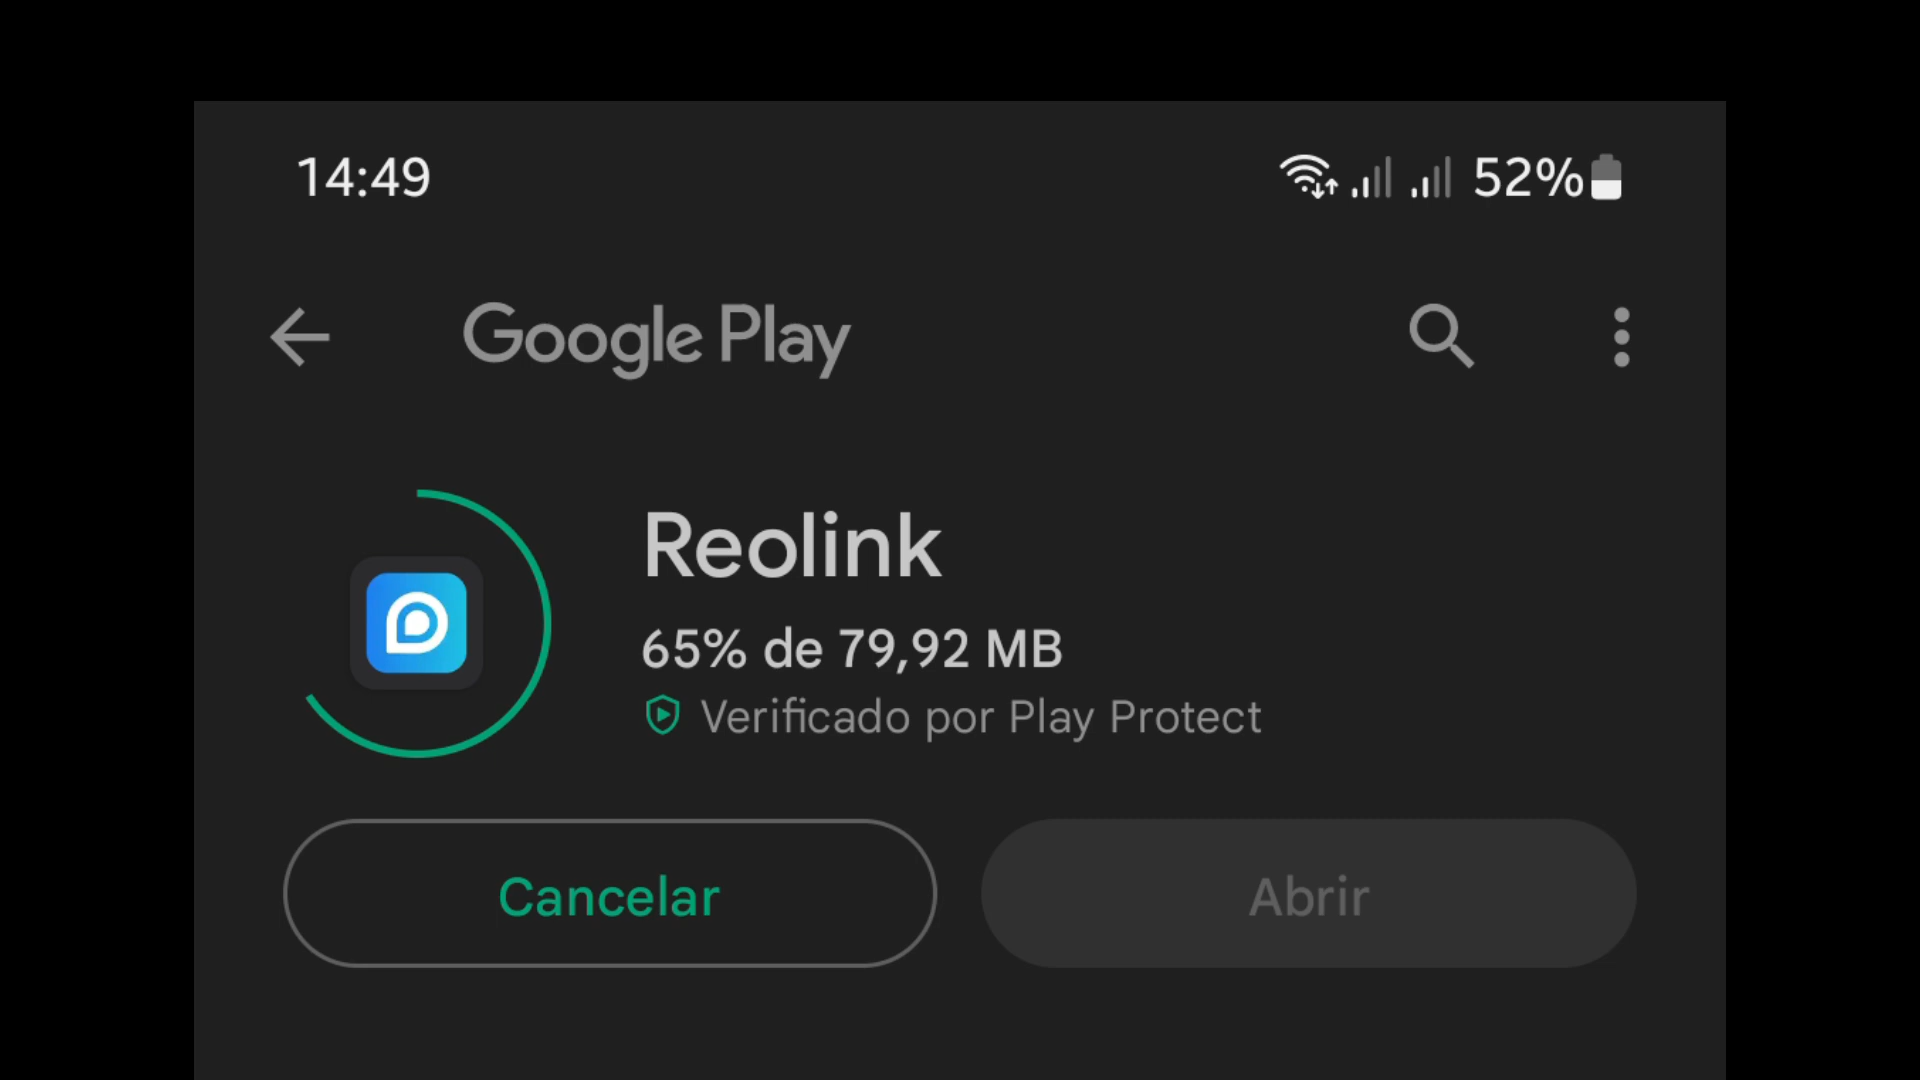 14:49 52%
Google Play
Reolink
65% de 79,92 MB
Verificado por Play Protect
Cancelar Abrir